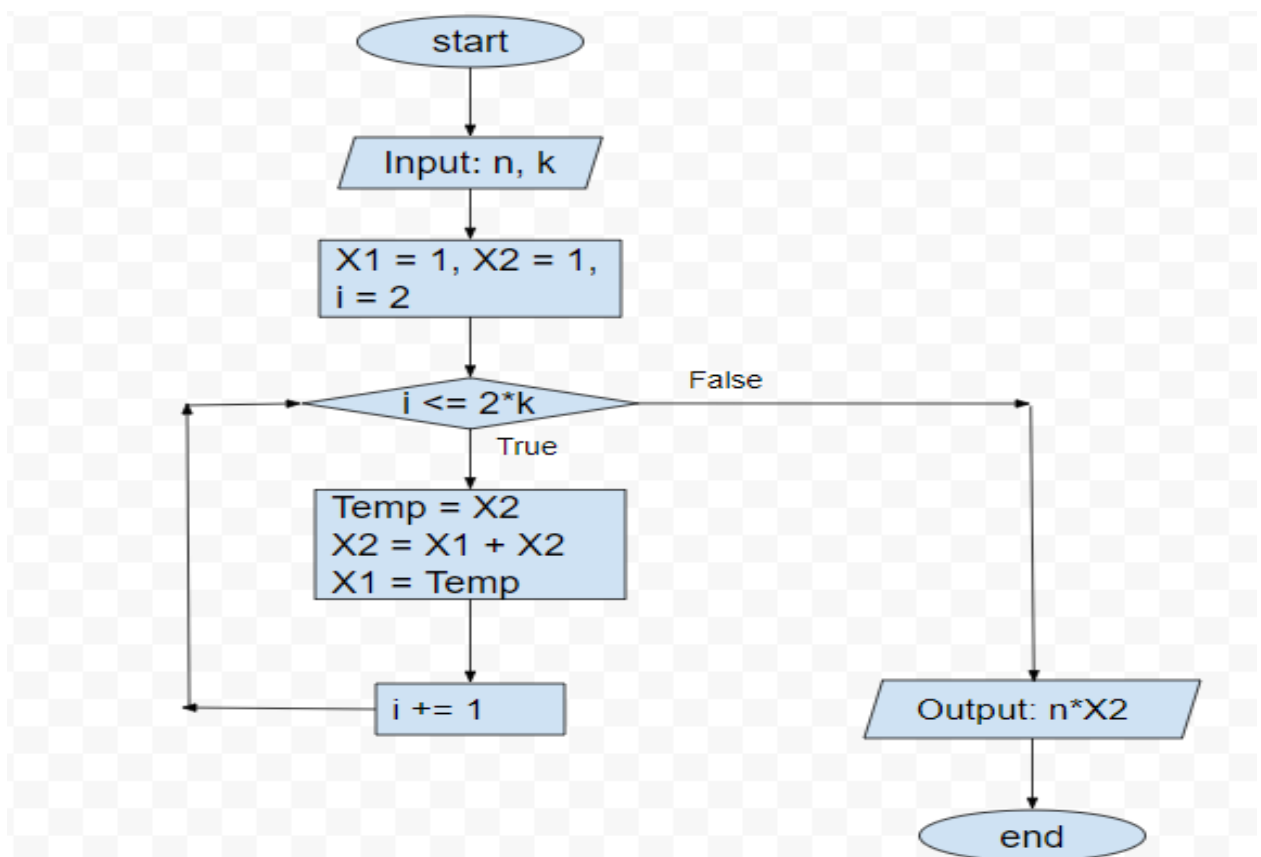 start
Input: n, k
X1 = 1, X2 = 1,
i = 2
i <= 2*k
False
True
Temp = X2
X2 = X1 + X2
X1 = Temp
i += 1
Output: n*X2
end